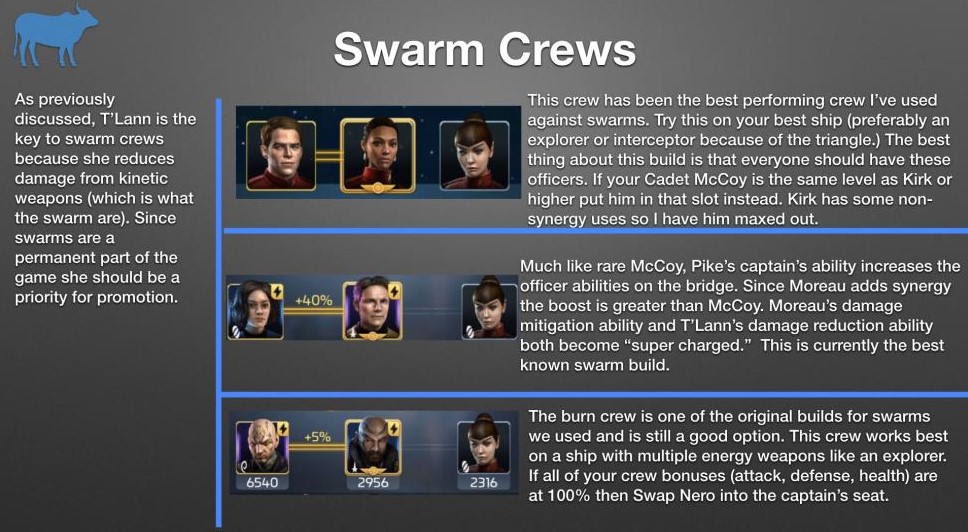 Swarm Crews
As previously
discussed, T'Lann is the
key to swarm crews
because she reduces
damage from kinetic
weapons (which is what
the swarm are). Since
swarms are a
permanent part of the
game she should be a
priority for promotion.
This crew has been the best performing crew I've used
against swarms. Try this on your best ship (preferably an
explorer or interceptor because of the triangle.) The best
thing about this build is that everyone should have these
officers. If your Cadet McCoy is the same level as Kirk or
higher put him in that slot instead. Kirk has some non-
synergy uses so I have him maxed out.
+40%
Much like rare McCoy, Pike's captain's ability increases the
officer abilities on the bridge. Since Moreau adds synergy
the boost is greater than McCoy. Moreau's damage
mitigation ability and T'Lann's damage reduction ability
both become “super charged.” This is currently the best
known swarm build.
+5%
6540 2956 2316
The burn crew is one of the original builds for swarms
we used and is still a good option. This crew works best
on a ship with multiple energy weapons like an explorer.
If all of your crew bonuses (attack, defense, health) are
at 100% then Swap Nero into the captain's seat.